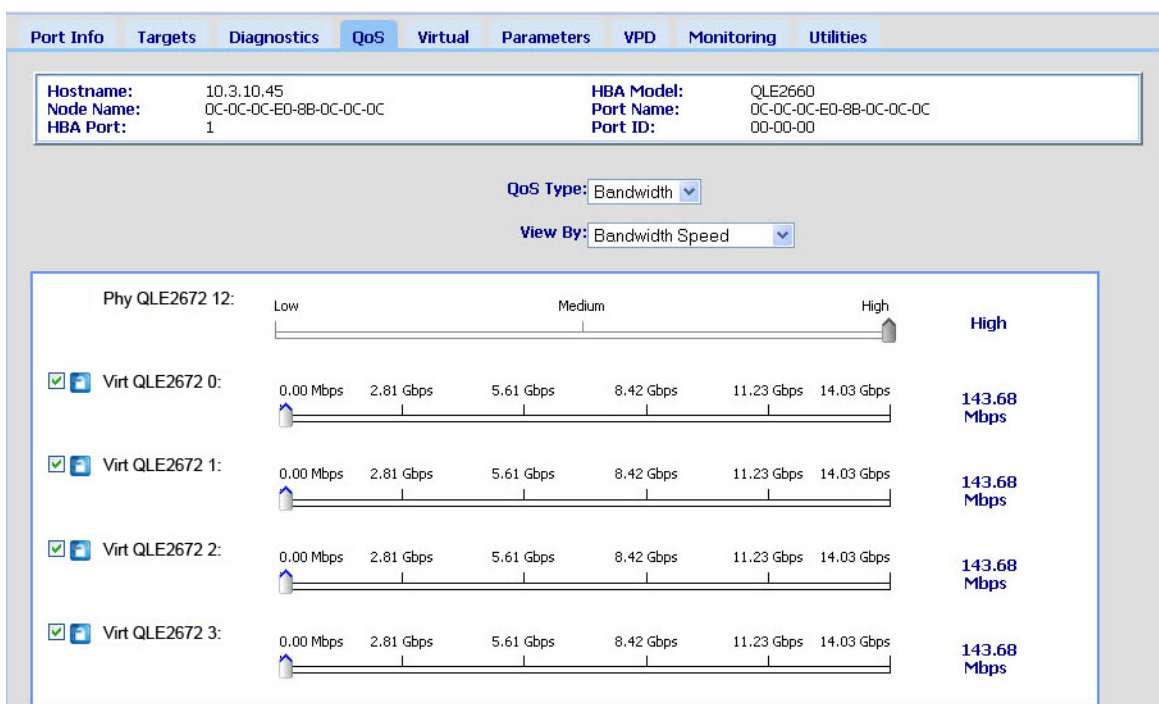 Port Info Targets Diagnostics QoS Virtual Parameters VPD Monitoring Utilities
Hostname: 10.3.10.45 HBA Model: QLE2660
Node Name: 0C-0C-0C-E0-8B-0C-0C-0C Port Name: 0C-0C-0C-E0-8B-0C-0C-0C
HBA Port: 1 Port ID: 00-00-00
QoS Type: Bandwidth
View By: Bandwidth Speed
Phy QLE2672 12: Low Medium High High
Virt QLE2672 0: 0.00 Mbps 2.81 Gbps 5.61 Gbps 8.42 Gbps 11.23 Gbps 14.03 Gbps 143.68
Mbps
Virt QLE2672 1: 0.00 Mbps 2.81 Gbps 5.61 Gbps 8.42 Gbps 11.23 Gbps 14.03 Gbps 143.68
Mbps
Virt QLE2672 2: 0.00 Mbps 2.81 Gbps 5.61 Gbps 8.42 Gbps 11.23 Gbps 14.03 Gbps 143.68
Mbps
Virt QLE2672 3: 0.00 Mbps 2.81 Gbps 5.61 Gbps 8.42 Gbps 11.23 Gbps 14.03 Gbps 143.68
Mbps